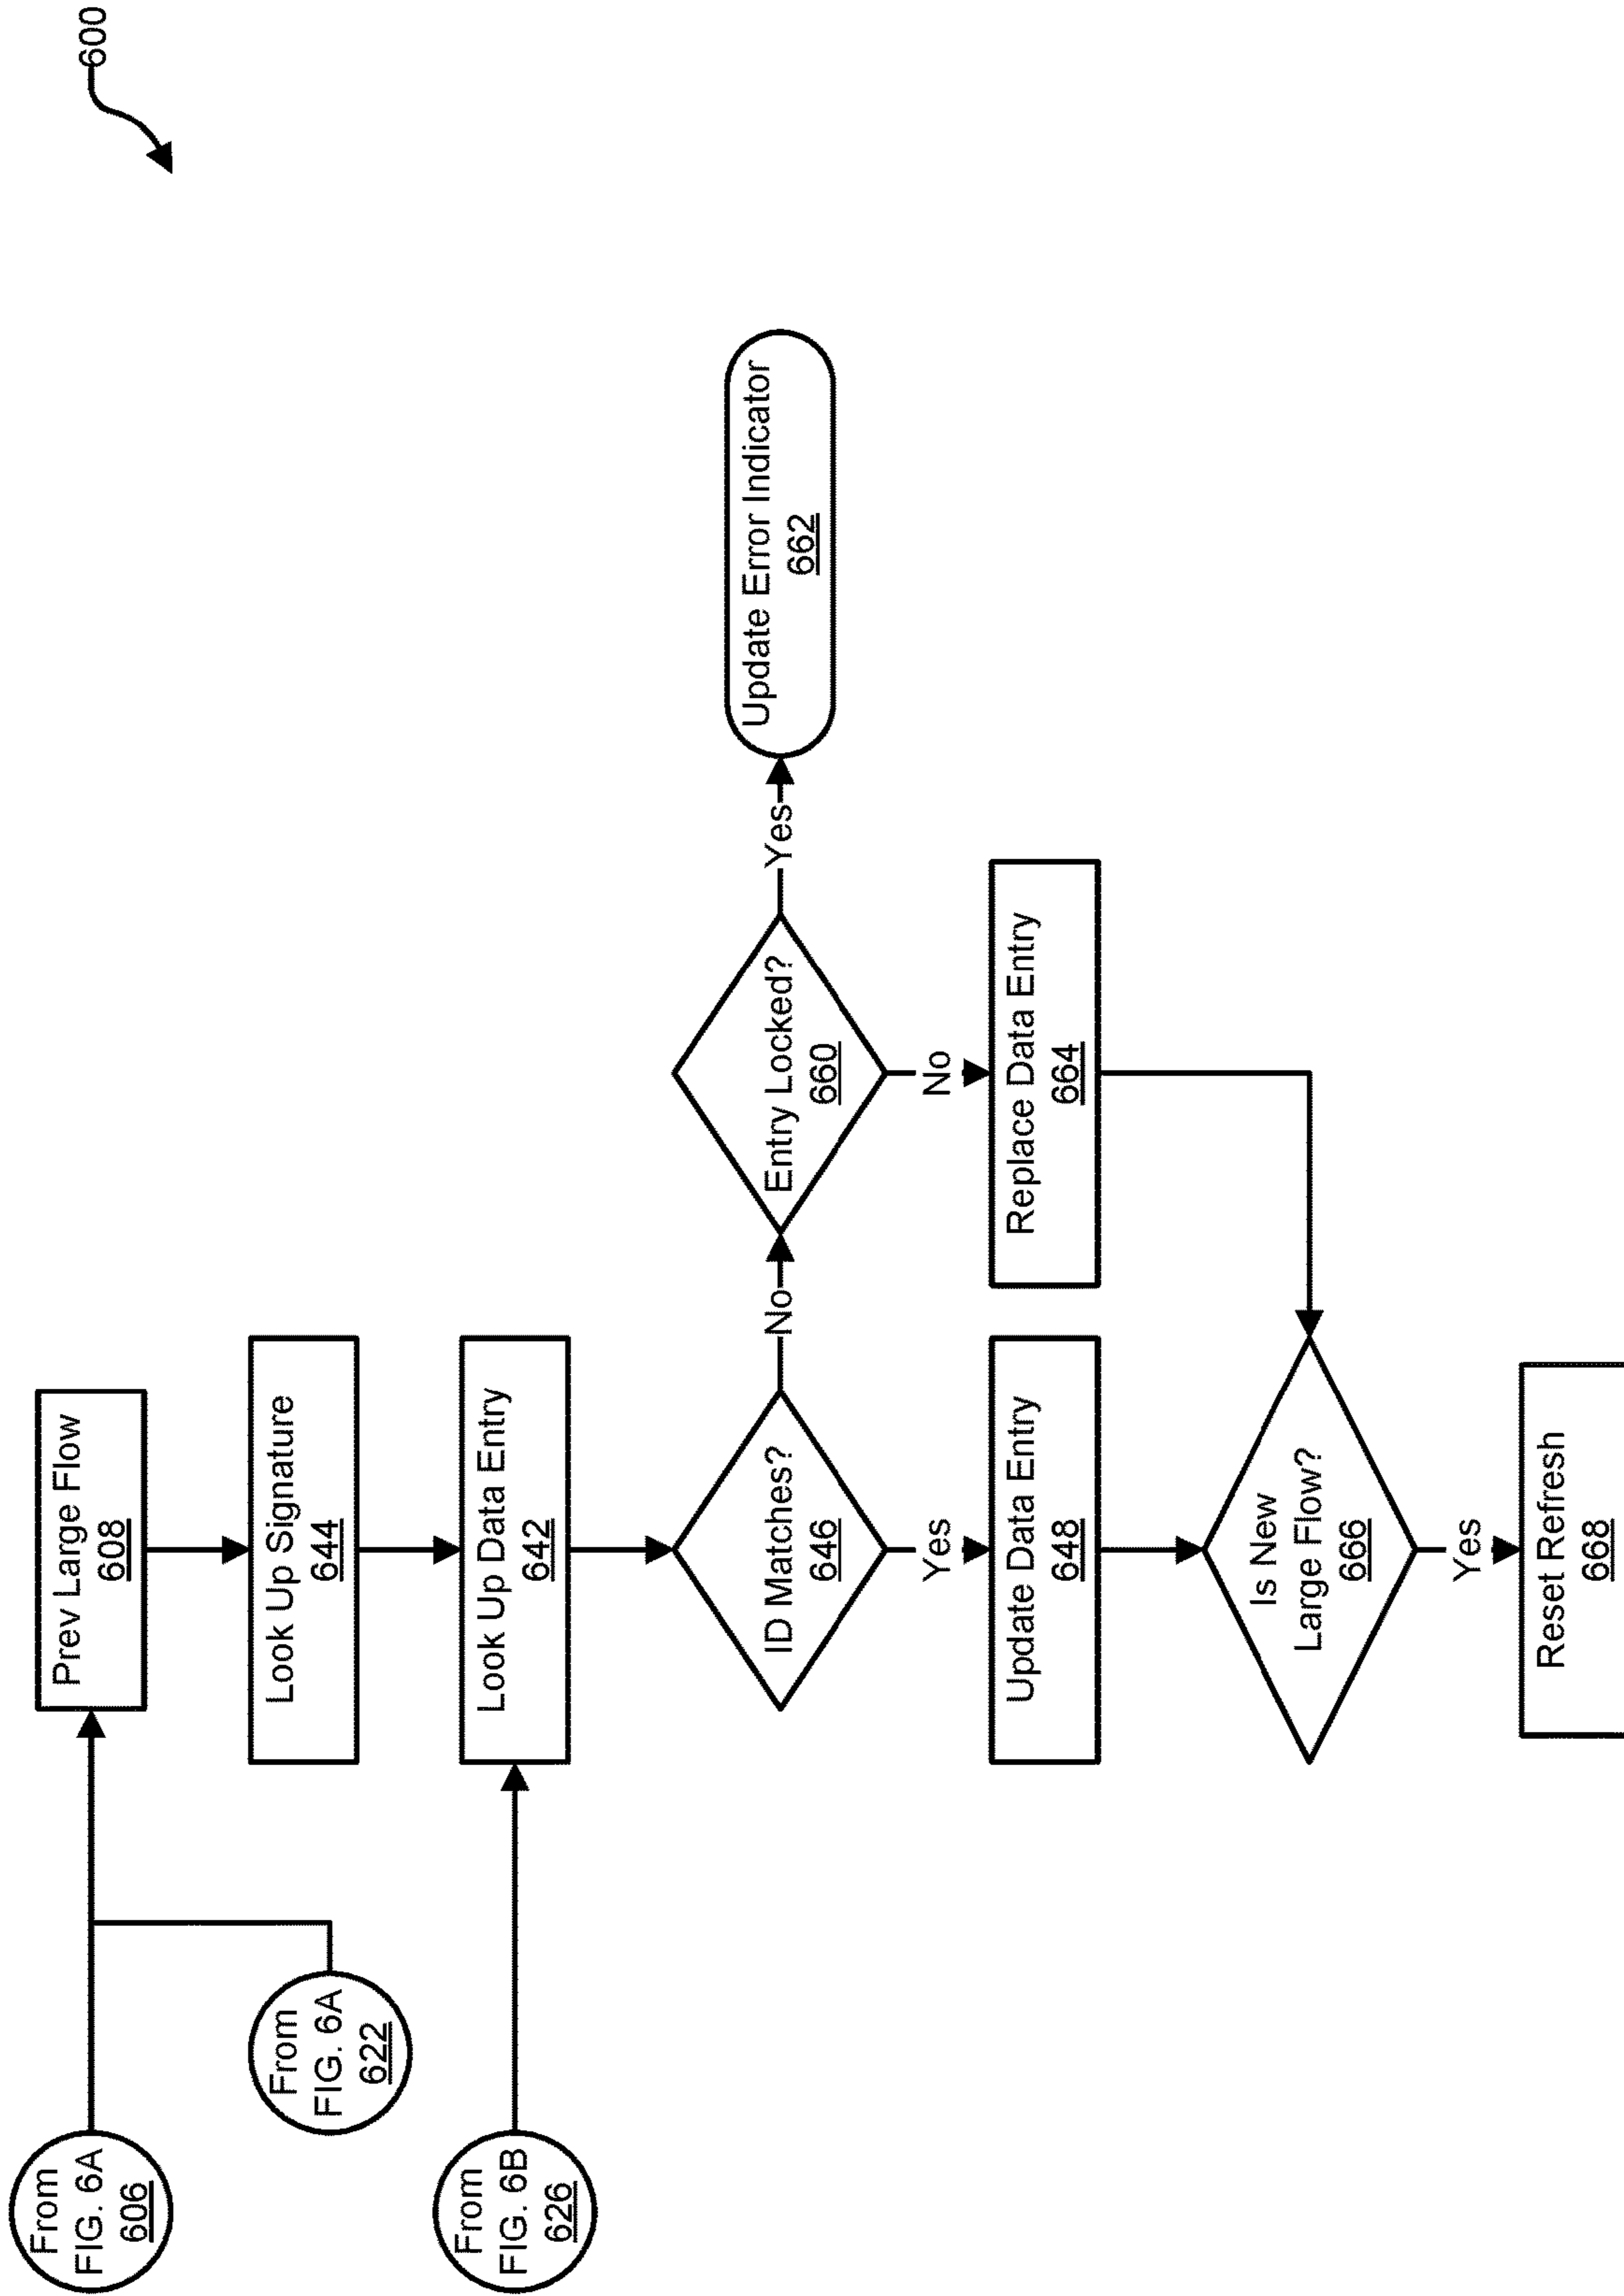 600
From
FIG. 6A
606
Prev Large Flow
608
From
FIG. 6A
622
Look Up Signature
644
From
FIG. 6B
626
Look Up Data Entry
642
ID Matches?
646
No
Entry Locked?
660
Yes
Update Error Indicator
662
Yes
No
Update Data Entry
648
Replace Data Entry
664
Is New
Large Flow?
666
Yes
Reset Refresh
668